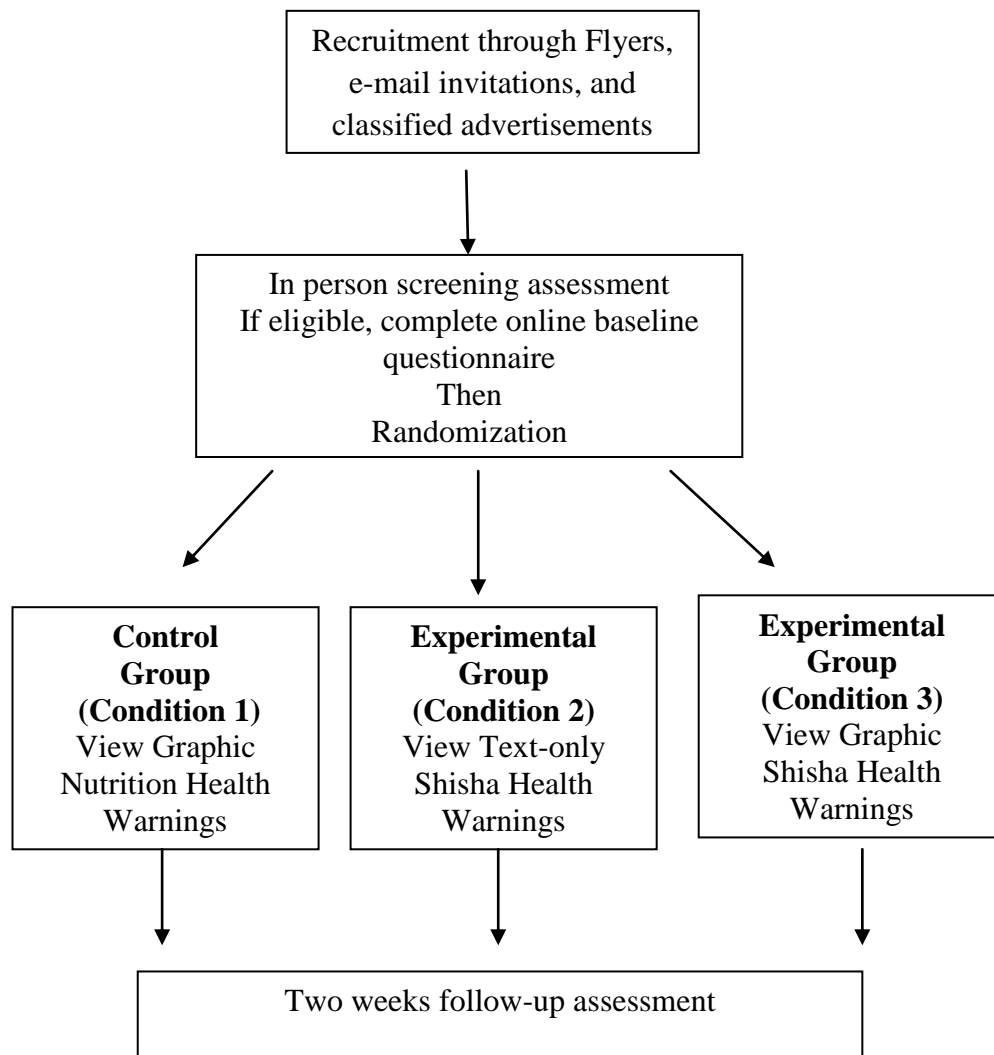 Recruitment through Flyers,
e-mail invitations, and
classified advertisements
In person screening assessment
If eligible, complete online baseline
questionnaire
Then
Randomization
Control
Group
(Condition 1)
View Graphic
Nutrition Health
Warnings
Experimental
Group
(Condition 2)
View Text-only
Shisha Health
Warnings
Experimental
Group
(Condition 3)
View Graphic
Shisha Health
Warnings
Two weeks follow-up assessment